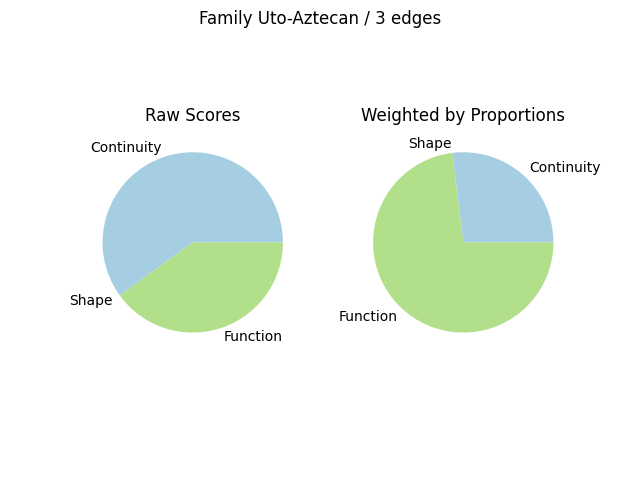 Family Uto-Aztecan / 3 edges
Raw Scores
Continuity
Shape
Function
Weighted by Proportions
Shape
Continuity
Function